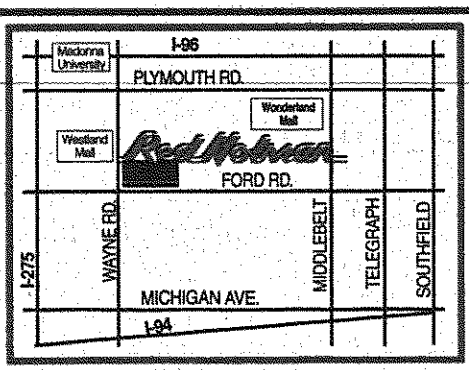 I-96
Madonna
University
PLYMOUTH RD.
Wonderland
Mall
Westland
Mall
Red Holman
FORD RD.
I-275
WAYNE RD.
MIDDLEBELT
TELEGRAPH
SOUTHFIELD
MICHIGAN AVE.
I-94